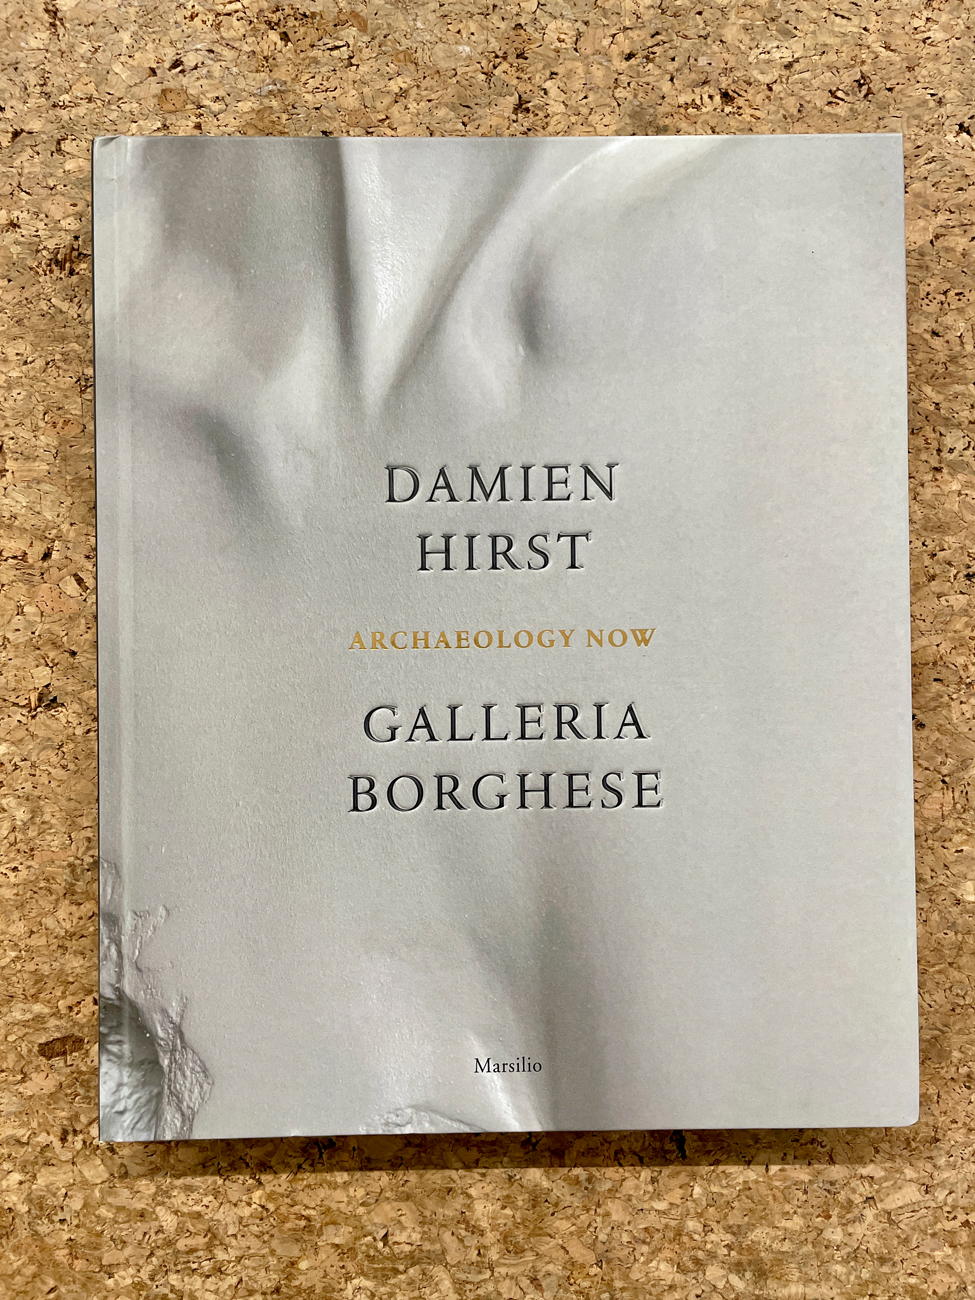 DAMIEN
HIRST
ARCHAEOLOGY NOW
GALLERIA
BORGHESE
Marsilio